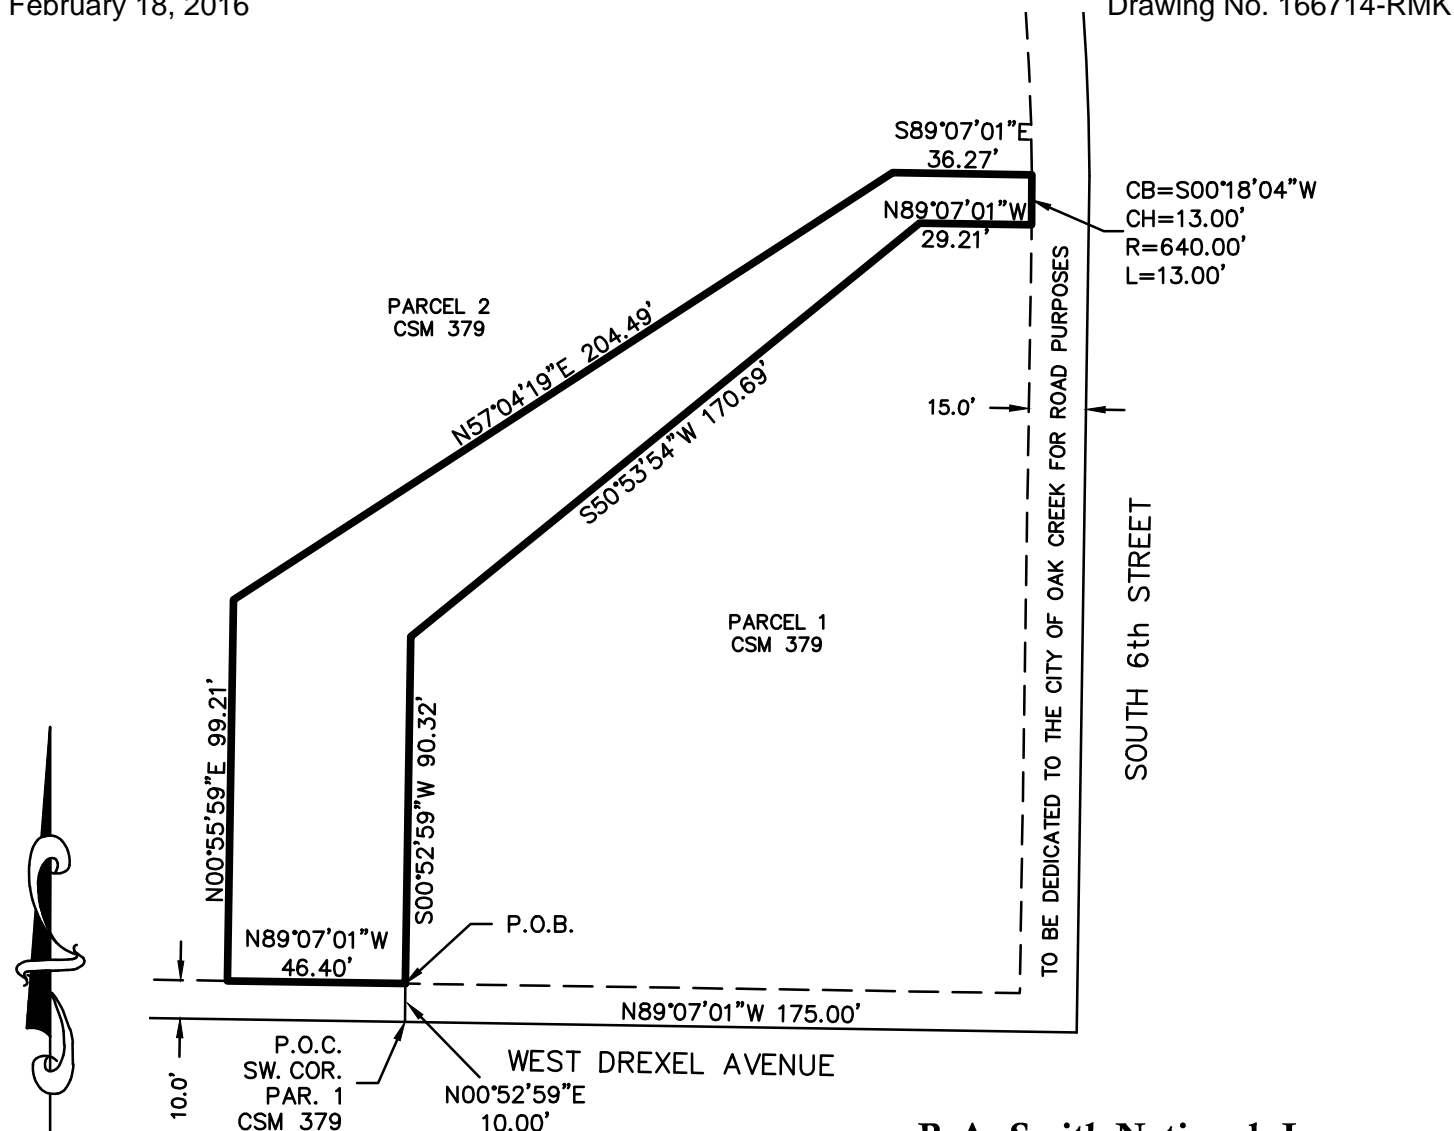 February 18, 2016
Drawing No. 166714-RMK
S89°07'01"E
36.27'
N89°07'01"W
29.21'
CB=S00°18'04"W
CH=13.00'
R=640.00'
L=13.00'
PARCEL 2
CSM 379
N57°04'19"E 204.49'
S50°53'54"W 170.69'
15.0'
TO BE DEDICATED TO THE CITY OF OAK CREEK FOR ROAD PURPOSES
SOUTH 6th STREET
PARCEL 1
CSM 379
N00°55'59"E 99.21'
S00°52'59"W 90.32'
P.O.B.
N89°07'01"W
46.40'
N89°07'01"W 175.00'
P.O.C.
SW. COR.
PAR. 1
CSM 379
WEST DREXEL AVENUE
N00°52'59"E
10.00'
10.0'